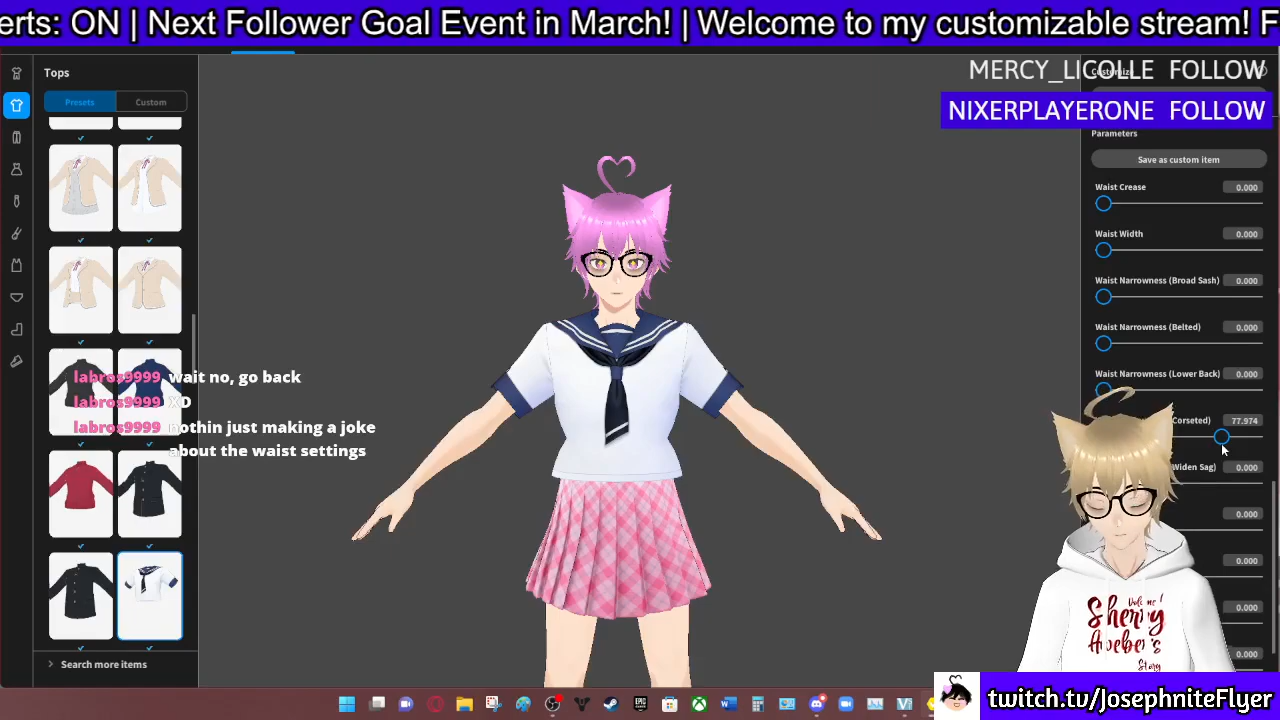 erts: ON | Next Follower Goal Event in March! | Welcome to my customizable stream! F
Tops
Presets
Custom
MERCY_LICOLLE FOLLOW
NIXERPLAYERONE FOLLOW
Parameters
Save as custom item
Waist Crease 0.000
Waist Width 0.000
Waist Narrowness (Broad Sash) 0.000
Waist Narrowness (Belted) 0.000
Waist Narrowness (Lower Back) 0.000
Corseted) 77.974
Widen Sag) 0.000
0.000
0.000
0.000
0.000
labros9999 wait no, go back
labros9999 XD
labros9999 nothin just making a joke
about the waist settings
Search more items
Sherry
Story
twitch.tv/JosephniteFlyer